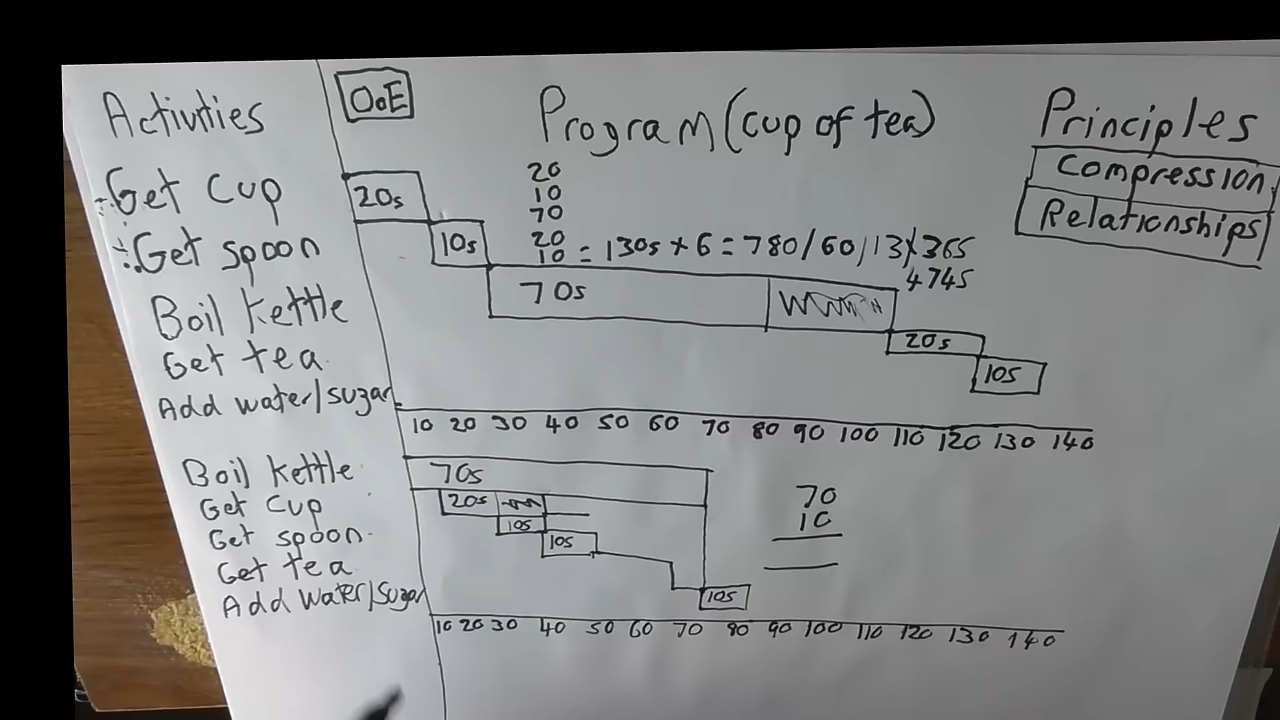 Activities
OoE
Program (cup of tea)
Principles
Compression
Relationships
Get Cup
20s
20
10
70
20
Get spoon
10s
10 = 130s x 6 = 780/60, 13 x 365
4745
Boil Kettle
70s
Get tea
20s
Add water/sugar
10s
10 20 30 40 50 60 70 80 90 100 110 120 130 140
Boil Kettle
70s
Get Cup
20s
70
10
Get spoon
10s
Get tea
10s
Add Water/Sugar
10s
10 20 30 40 50 60 70 80 90 100 110 120 130 140